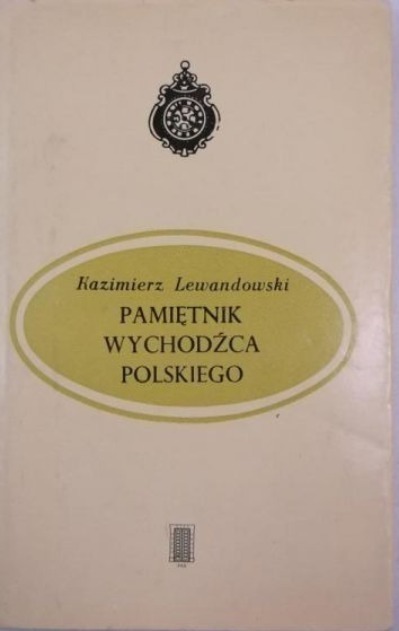 Kazimierz Lewandowski
PAMIĘTNIK
WYCHODŹCA
POLSKIEGO